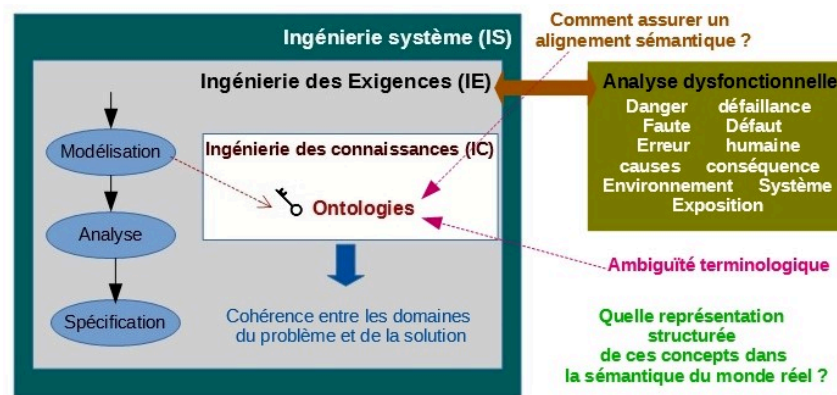 Ingénierie système (IS)
Ingénierie des Exigences (IE)
Modélisation
Analyse
Spécification
Ingénierie des connaissances (IC)
Ontologies
Cohérence entre les domaines
du problème et de la solution
Comment assurer un
alignement sémantique ?
Analyse dysfonctionnelle
Danger défaillance
Faute Défaut
Erreur humaine
causes conséquence
Environnement Système
Exposition
Ambiguïté terminologique
Quelle représentation
structurée
de ces concepts dans
la sémantique du monde réel ?